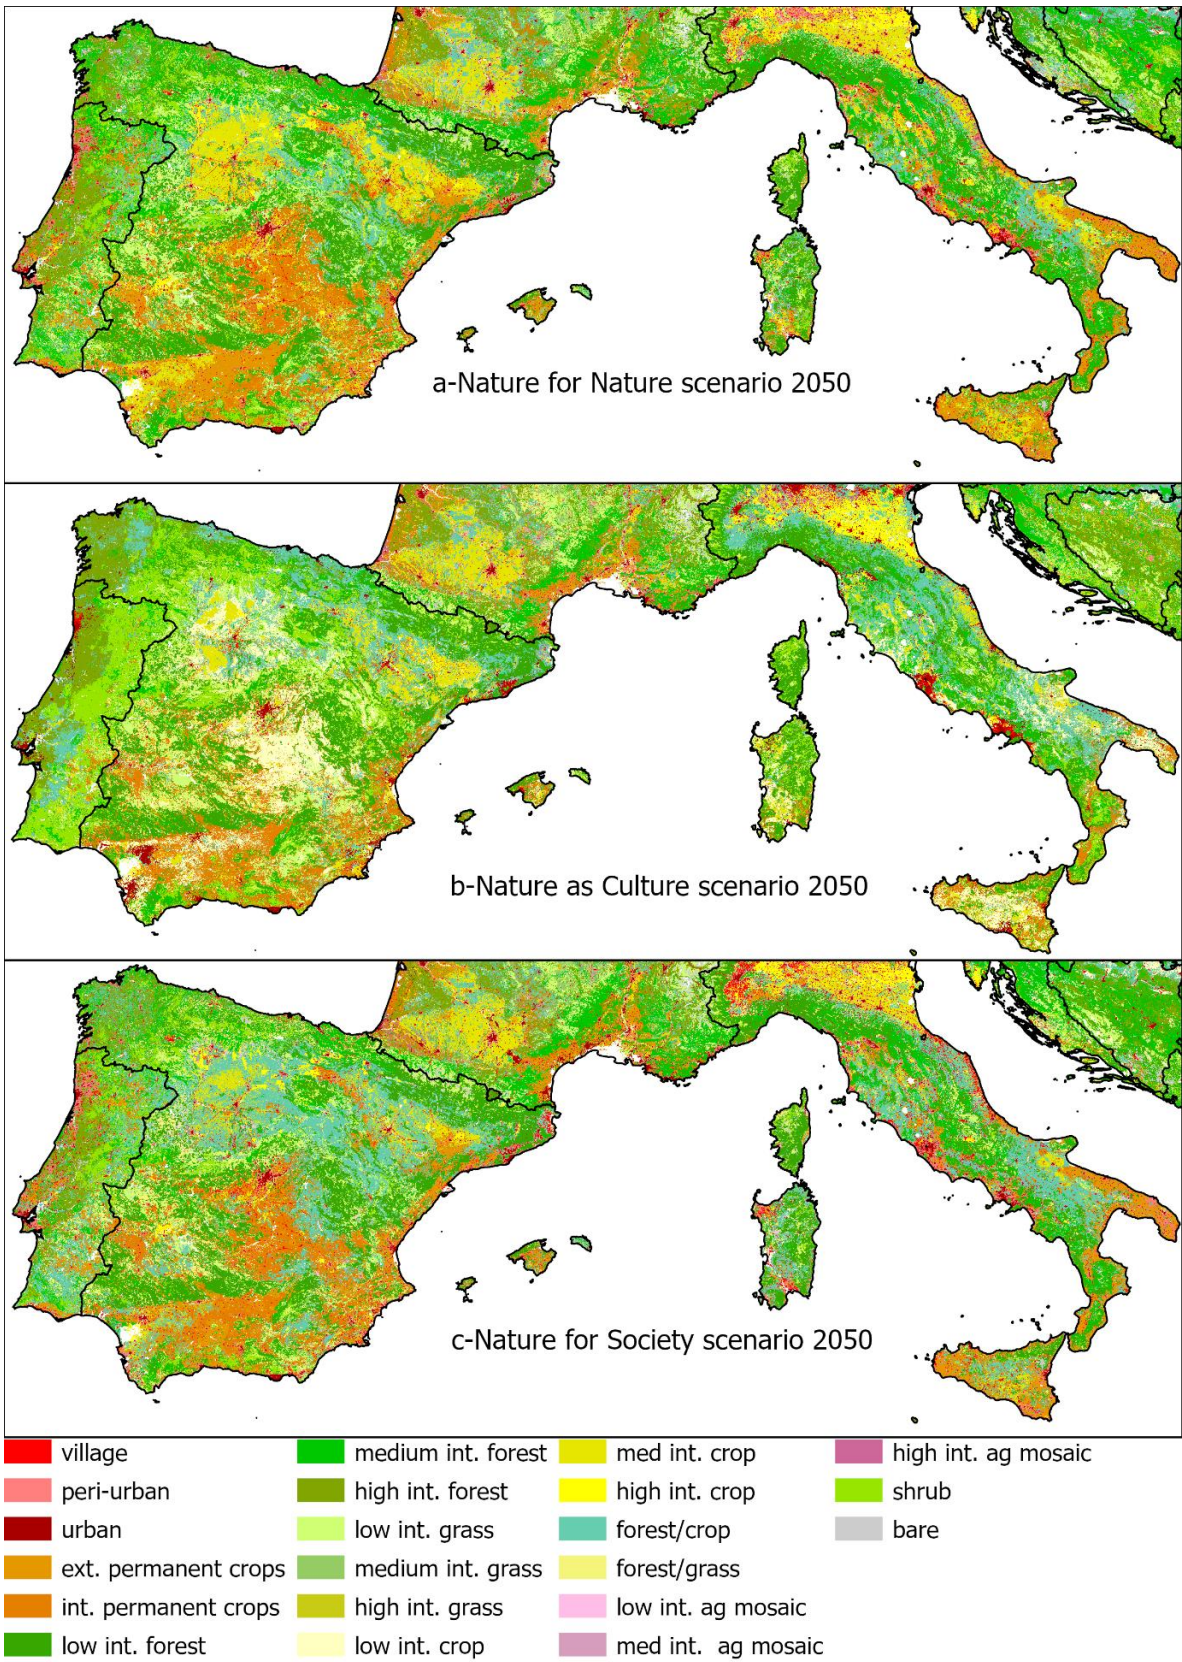 a-Nature for Nature scenario 2050
b-Nature as Culture scenario 2050
c-Nature for Society scenario 2050
village
peri-urban
urban
ext. permanent crops
int. permanent crops
low int. forest
medium int. forest
high int. forest
low int. grass
medium int. grass
high int. grass
low int. crop
med int. crop
high int. crop
forest/crop
forest/grass
low int. ag mosaic
med int.  ag mosaic
high int. ag mosaic
shrub
bare